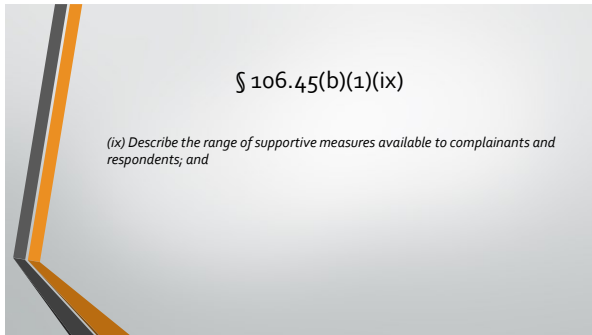 § 106.45(b)(1)(ix)
(ix) Describe the range of supportive measures available to complainants and
respondents; and